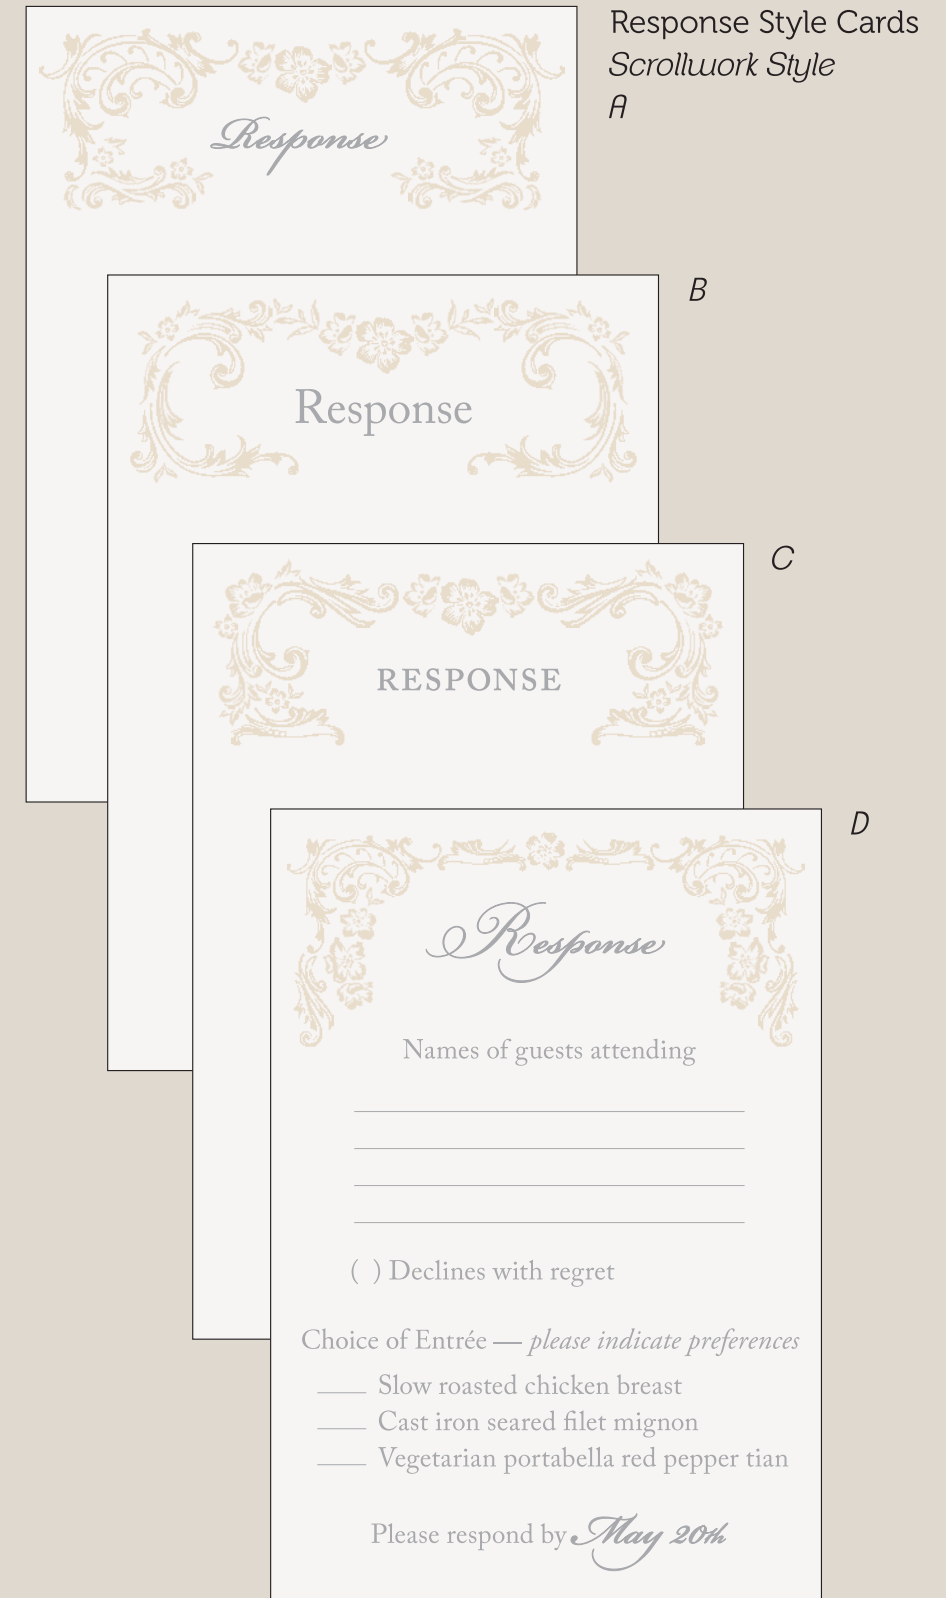 Response Style Cards
Scrollwork Style
A
Response
B
Response
C
RESPONSE
D
Response
Names of guests attending
( ) Declines with regret
Choice of Entrée — please indicate preferences
Slow roasted chicken breast
Cast iron seared filet mignon
Vegetarian portabella red pepper tian
Please respond by May 20th